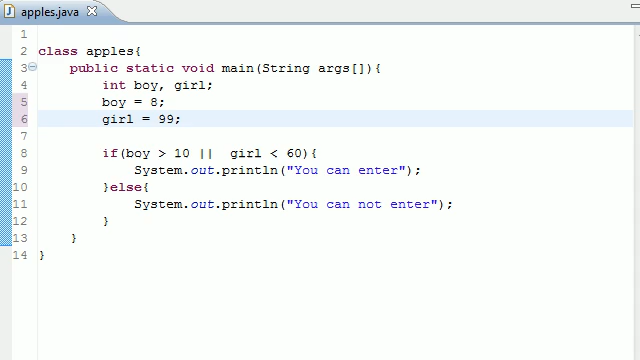 apples.java
1
2 class apples{
3 public static void main(String args[]){
4 int boy, girl;
5 boy = 8;
6 girl = 99;
7
8 if(boy > 10 || girl < 60){
9 System.out.println("You can enter");
10 }else{
11 System.out.println("You can not enter");
12 }
13 }
14 }